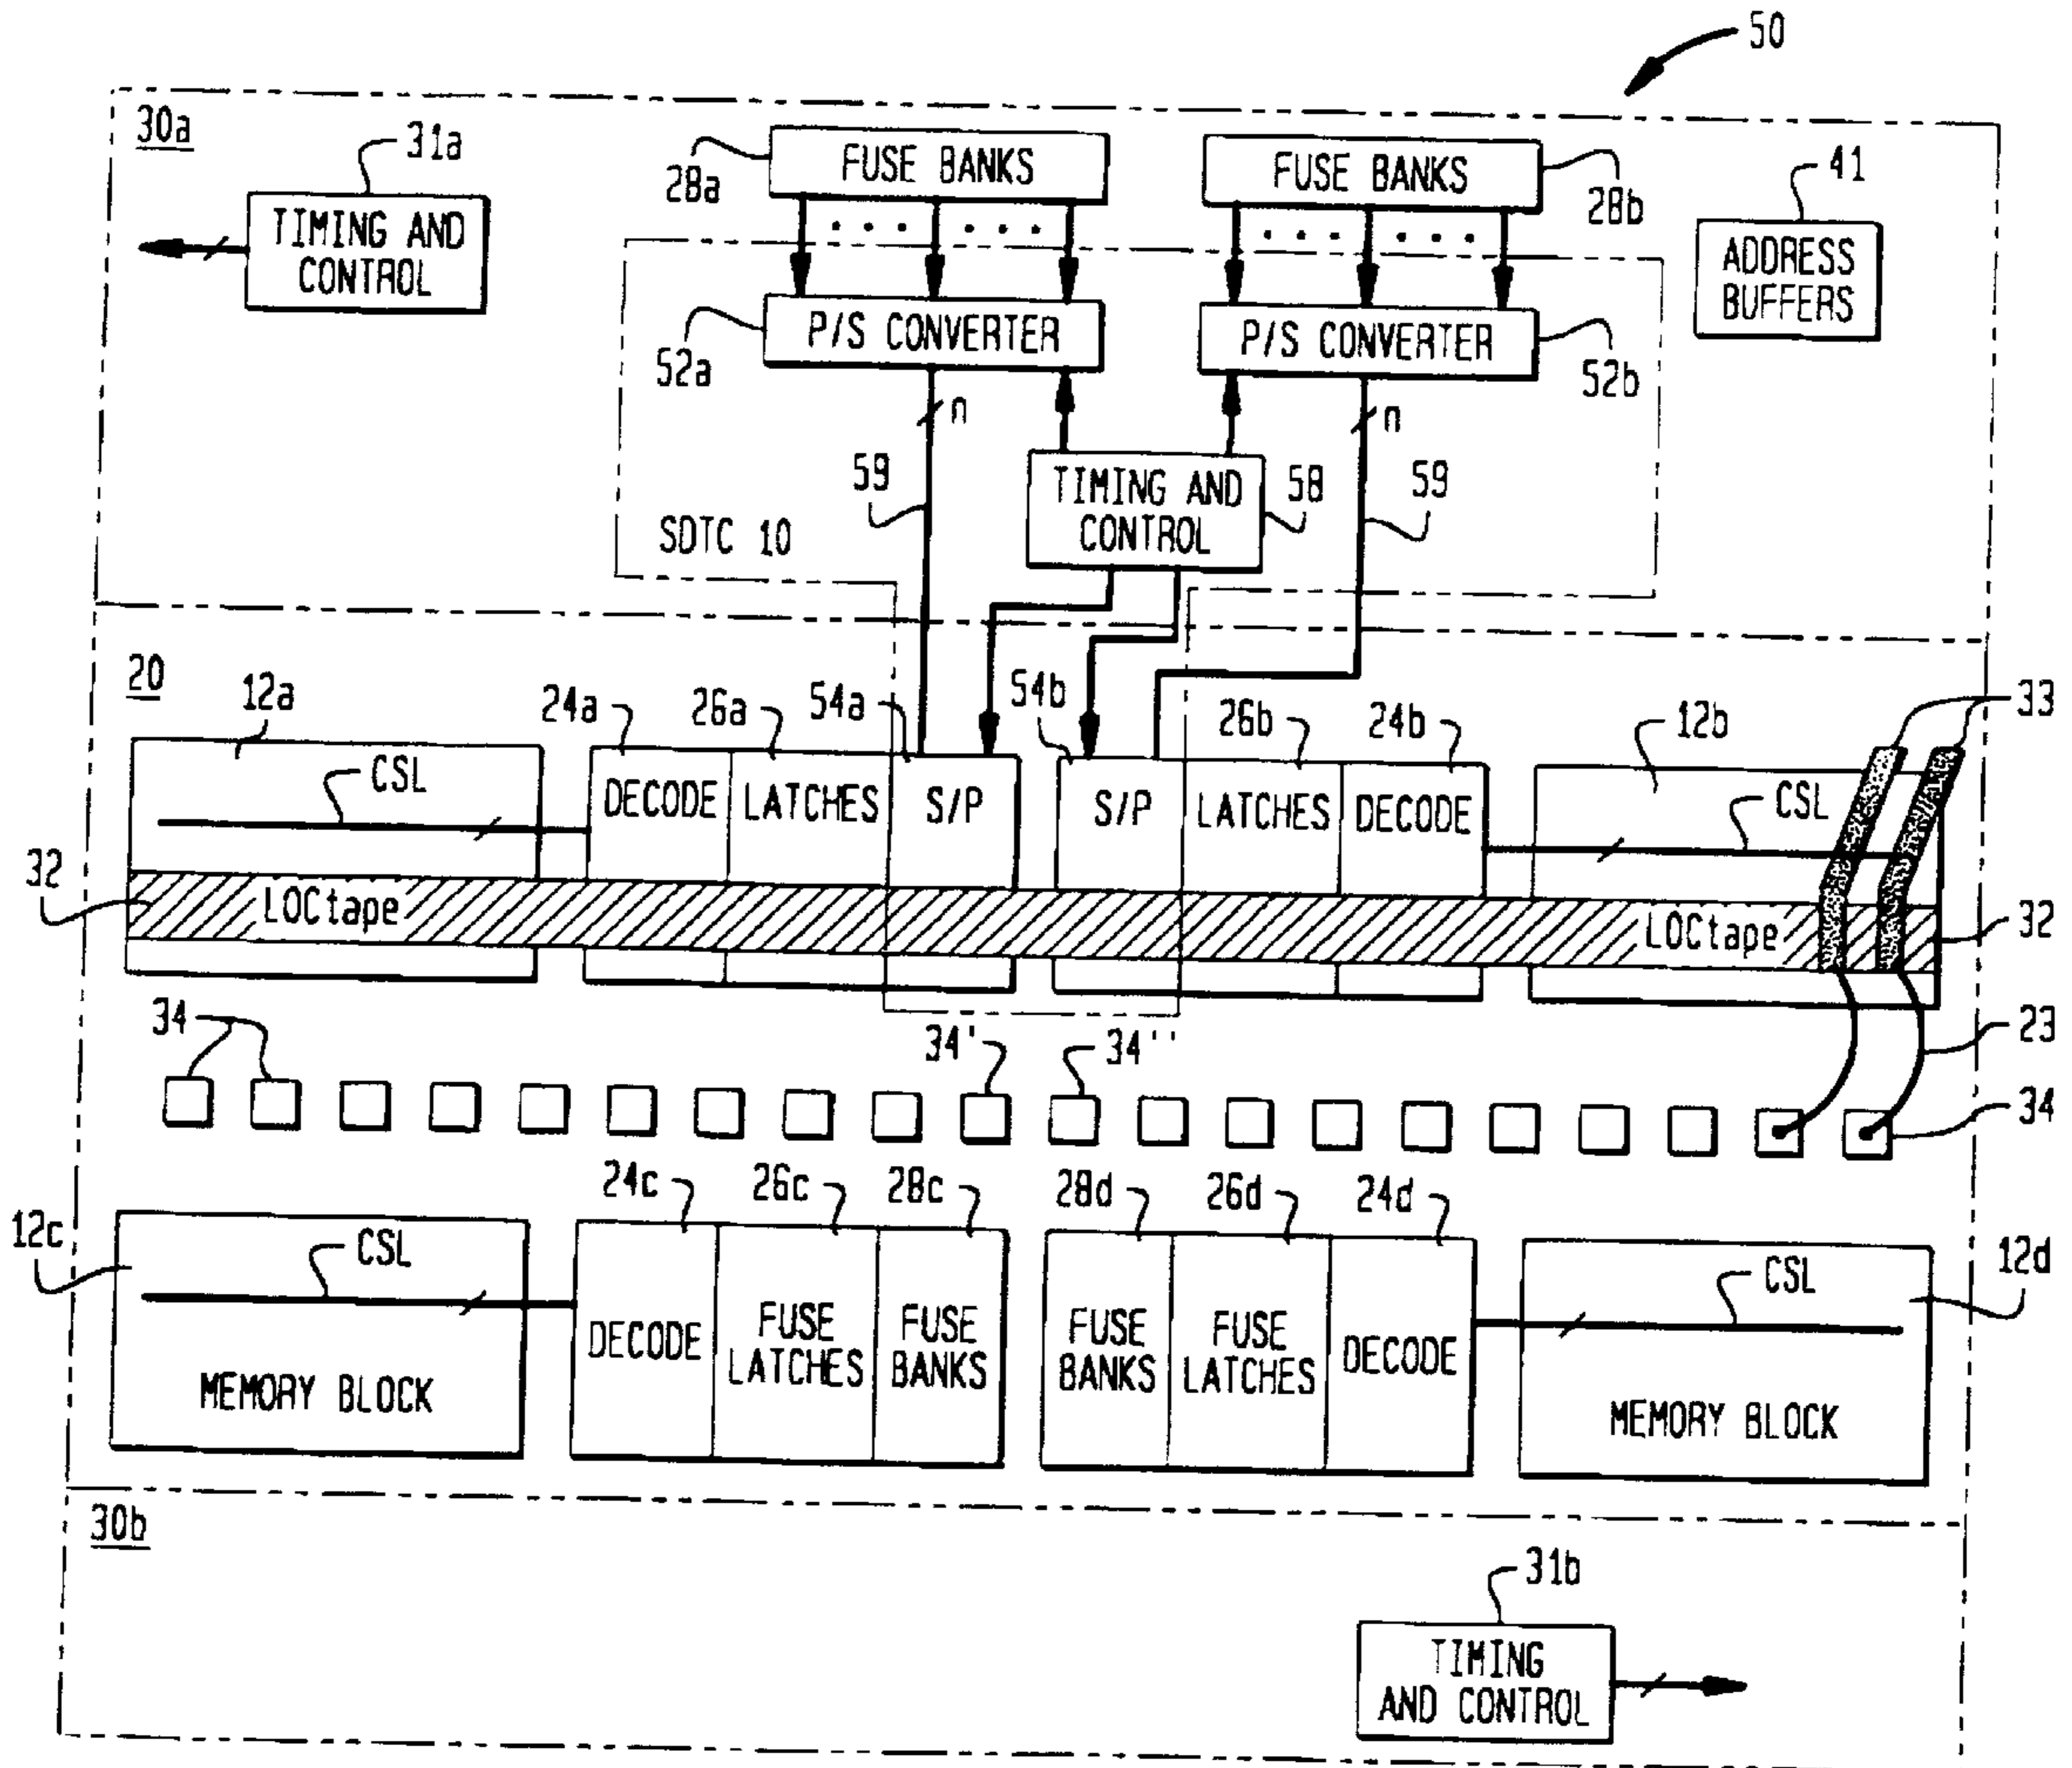 50
30a
31a
TIMING AND
CONTROL
28a
FUSE BANKS
FUSE BANKS
28b
41
ADDRESS
BUFFERS
52a
P/S CONVERTER
P/S CONVERTER
52b
n
n
59
TIMING AND
CONTROL
58
59
SDTC 10
20
12a
24a
26a
54a
54b
26b
24b
12b
33
CSL
DECODE
LATCHES
S/P
S/P
LATCHES
DECODE
CSL
32
LOCtape
LOCtape
32
34
34'
34''
23
34
12c
24c
26c
28c
28d
26d
24d
12d
CSL
DECODE
FUSE
LATCHES
FUSE
BANKS
FUSE
BANKS
FUSE
LATCHES
DECODE
CSL
MEMORY BLOCK
MEMORY BLOCK
30b
31b
TIMING
AND CONTROL